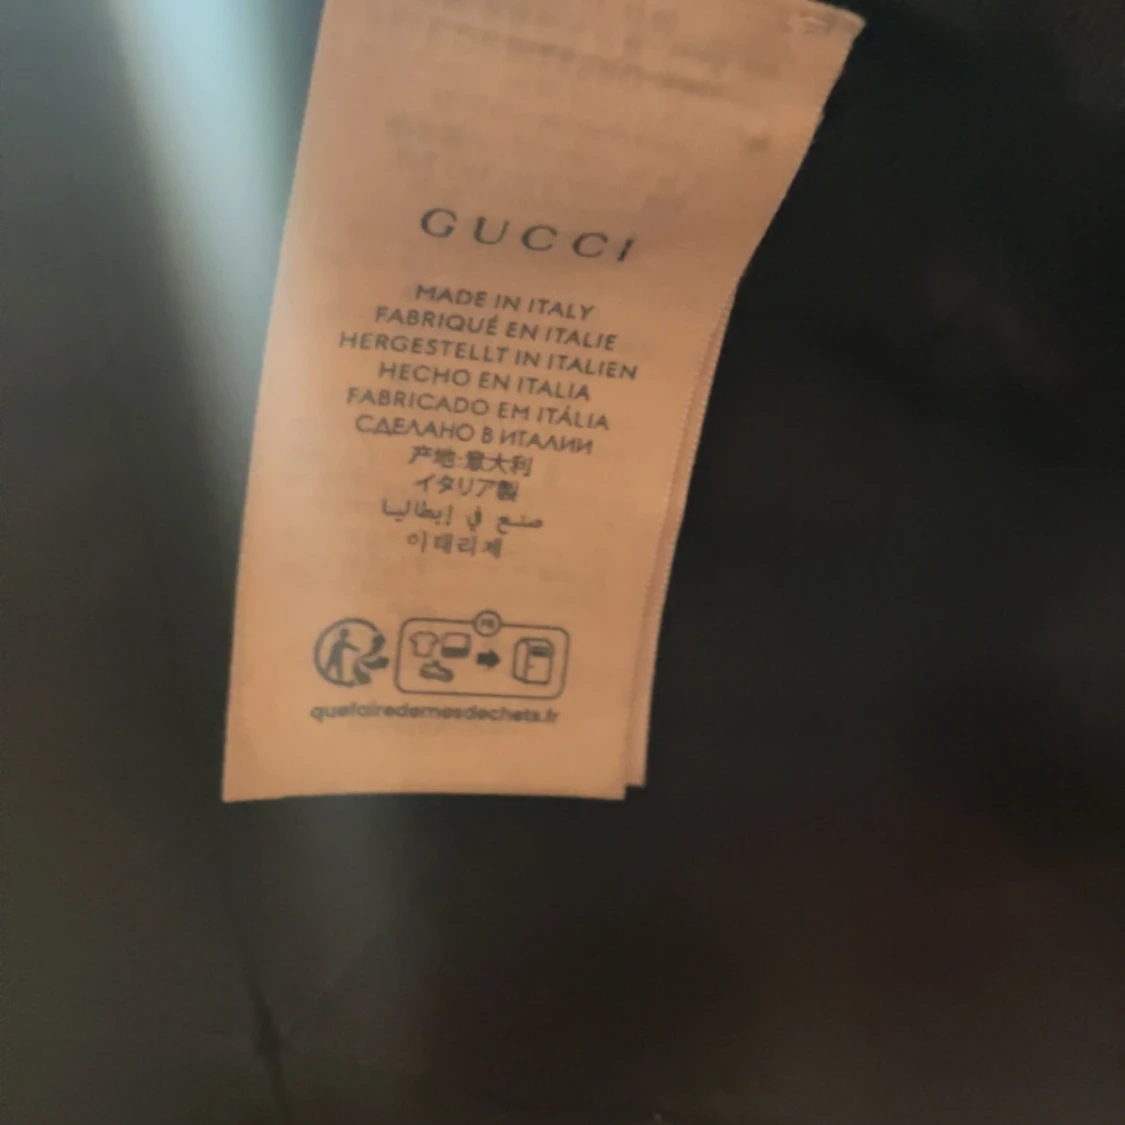 GUCCI
MADE IN ITALY
FABRIQUÉ EN ITALIE
HERGESTELLT IN ITALIEN
HECHO EN ITALIA
FABRICADO EM ITÁLIA
СДЕЛАНО В ИТАЛИИ
产地:意大利
イタリア製
صنع في إيطاليا
이태리제
FR
quefairedemesdechets.fr